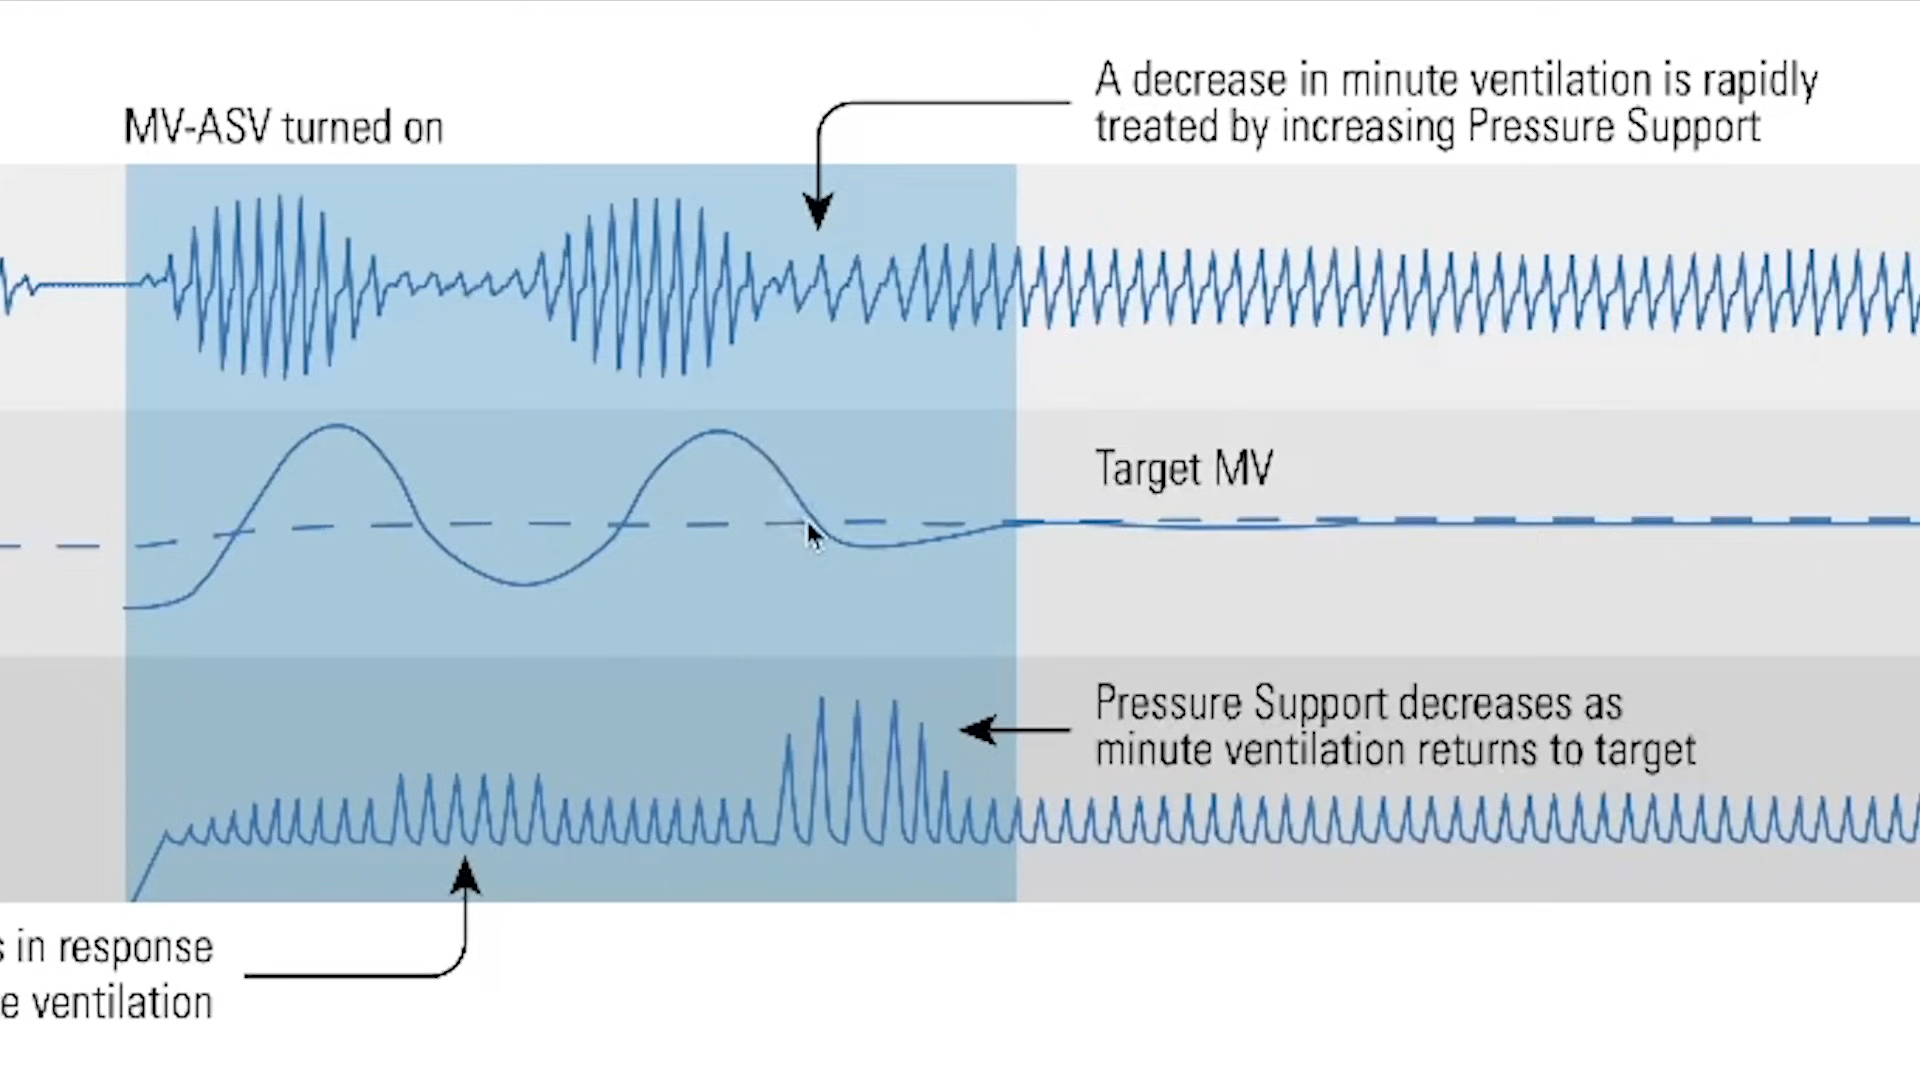 A decrease in minute ventilation is rapidly
treated by increasing Pressure Support
MV-ASV turned on
Target MV
Pressure Support decreases as
minute ventilation returns to target
in response
ventilation